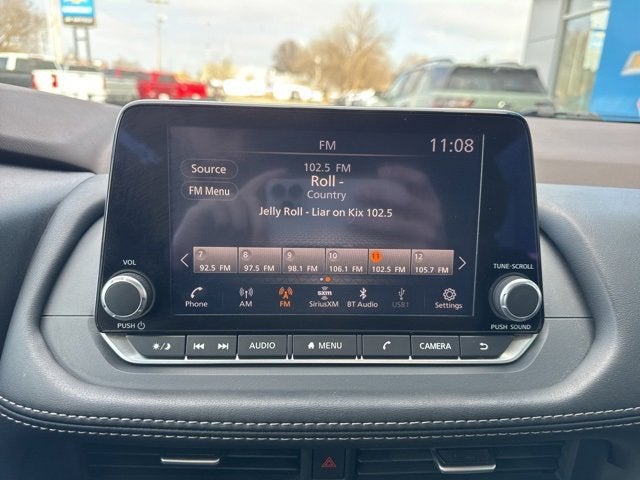 FM 11:08
Source 102.5 FM
Roll -
FM Menu Country
Jelly Roll - Liar on Kix 102.5
7 8 9 10 11 12
92.5 FM 97.5 FM 98.1 FM 106.1 FM 102.5 FM 105.7 FM
VOL TUNE·SCROLL
sxm
Phone AM FM SiriusXM BT Audio USB1 Settings
PUSH PUSH SOUND
AUDIO MENU CAMERA